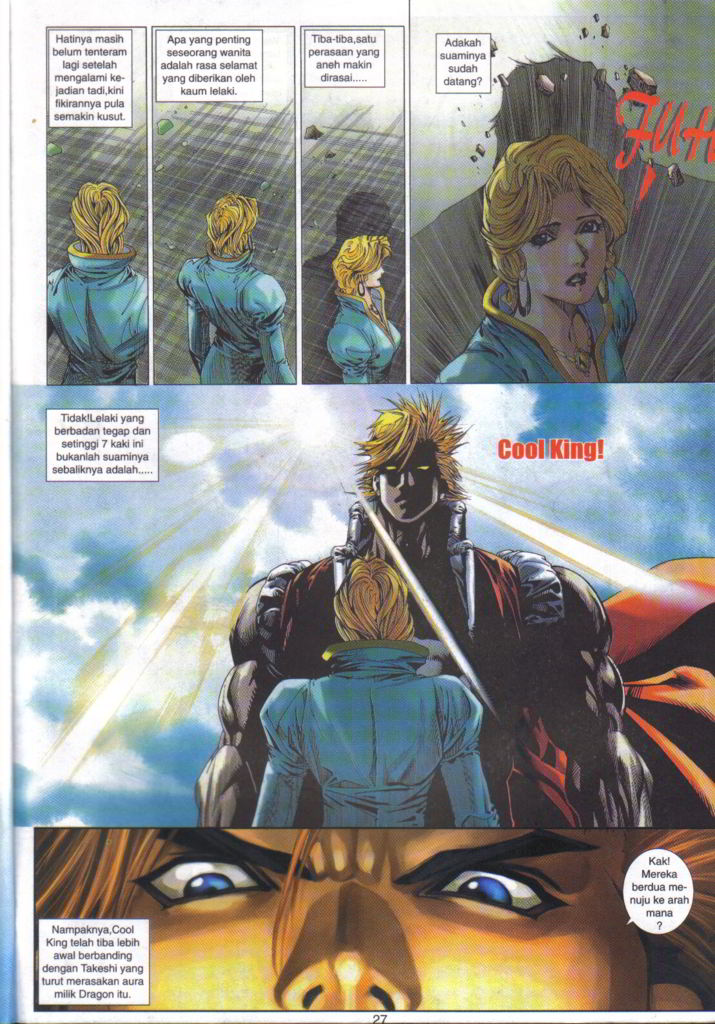 Hatinya masih
belum tenteram
lagi setelah
mengalami ke-
jadian tadi,kini
fikirannya pula
semakin kusut.
Apa yang penting
seseorang wanita
adalah rasa selamat
yang diberikan oleh
kaum lelaki.
Tiba-tiba,satu
perasaan yang
aneh makin
dirasai.....
Adakah
suaminya
sudah
datang?
FUH
!
Tidak!Lelaki yang
berbadan tegap dan
setinggi 7 kaki ini
bukanlah suaminya
sebaliknya adalah.....
Cool King!
Kak!
Mereka
berdua me-
nuju ke arah
mana
?
Nampaknya,Cool
King telah tiba lebih
awal berbanding
dengan Takeshi yang
turut merasakan aura
milik Dragon itu.
27